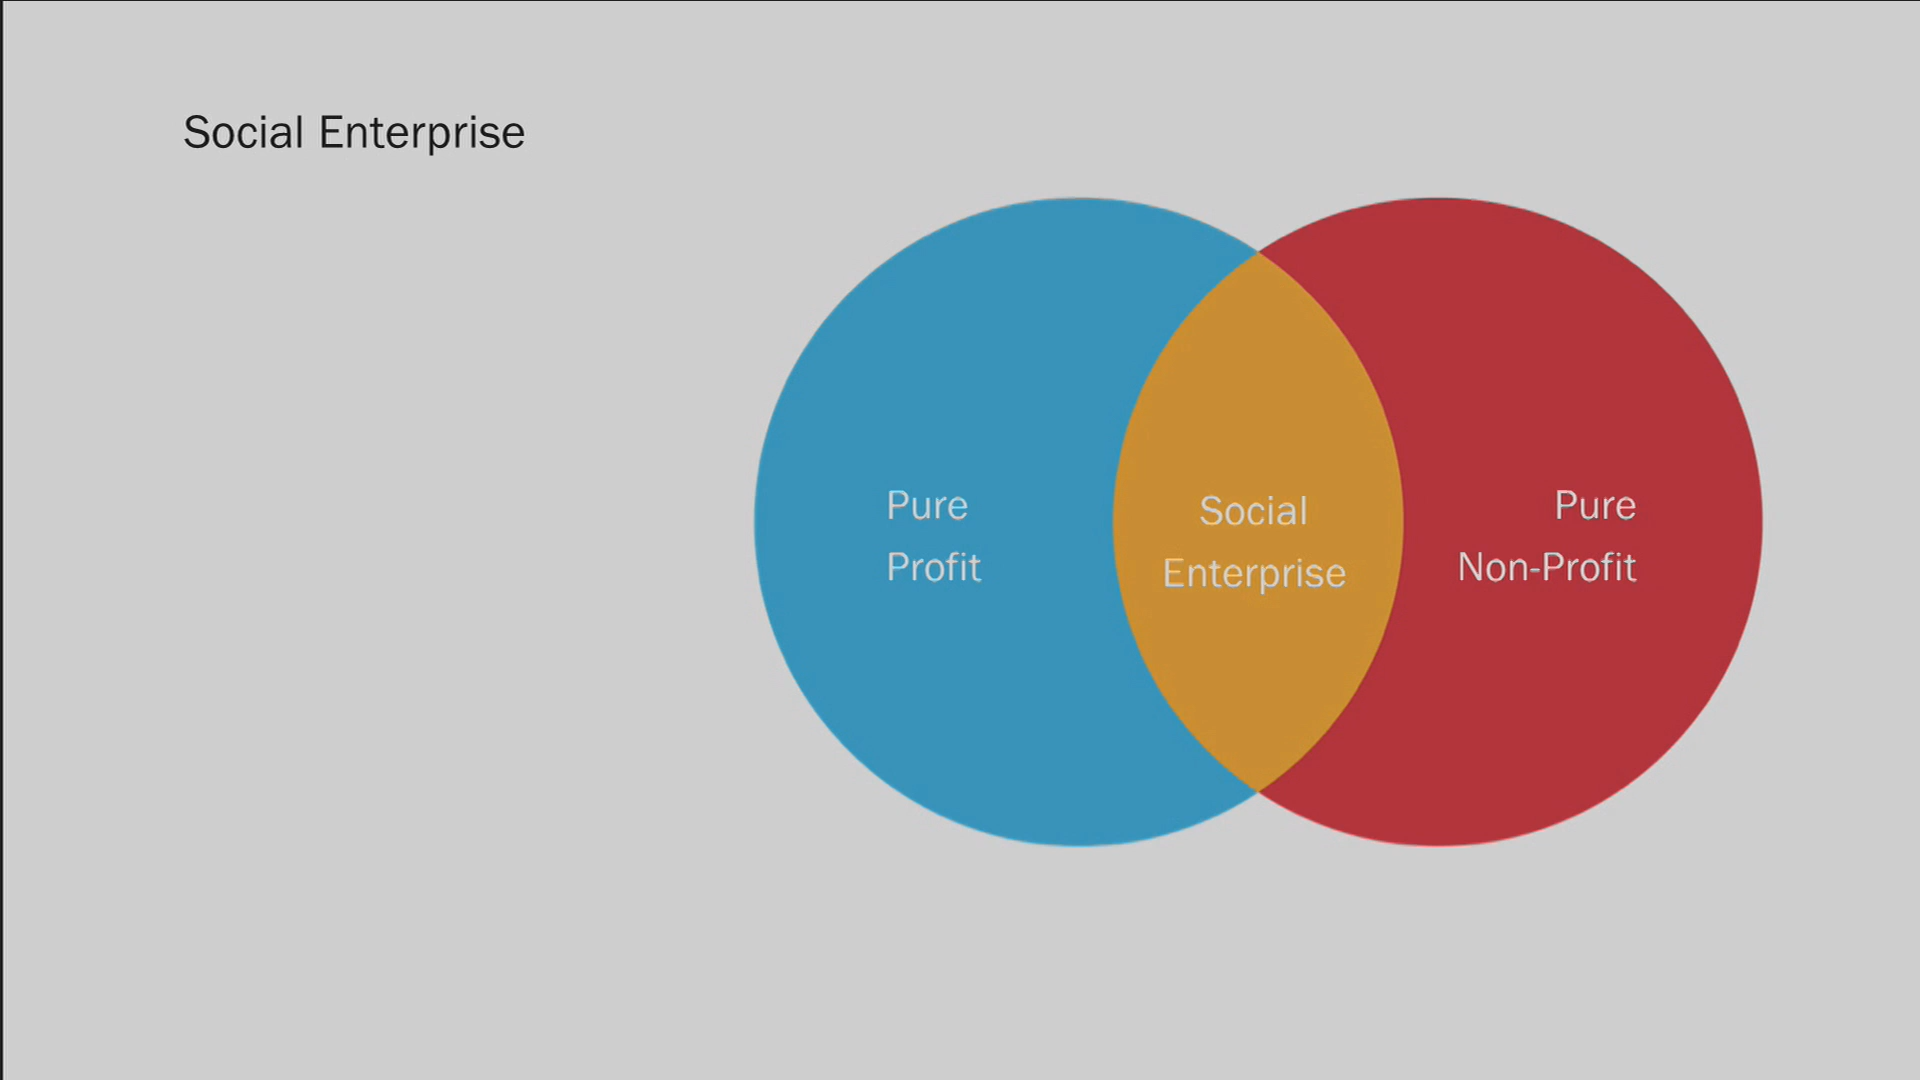 Social Enterprise
Pure
Profit
Social
Enterprise
Pure
Non-Profit